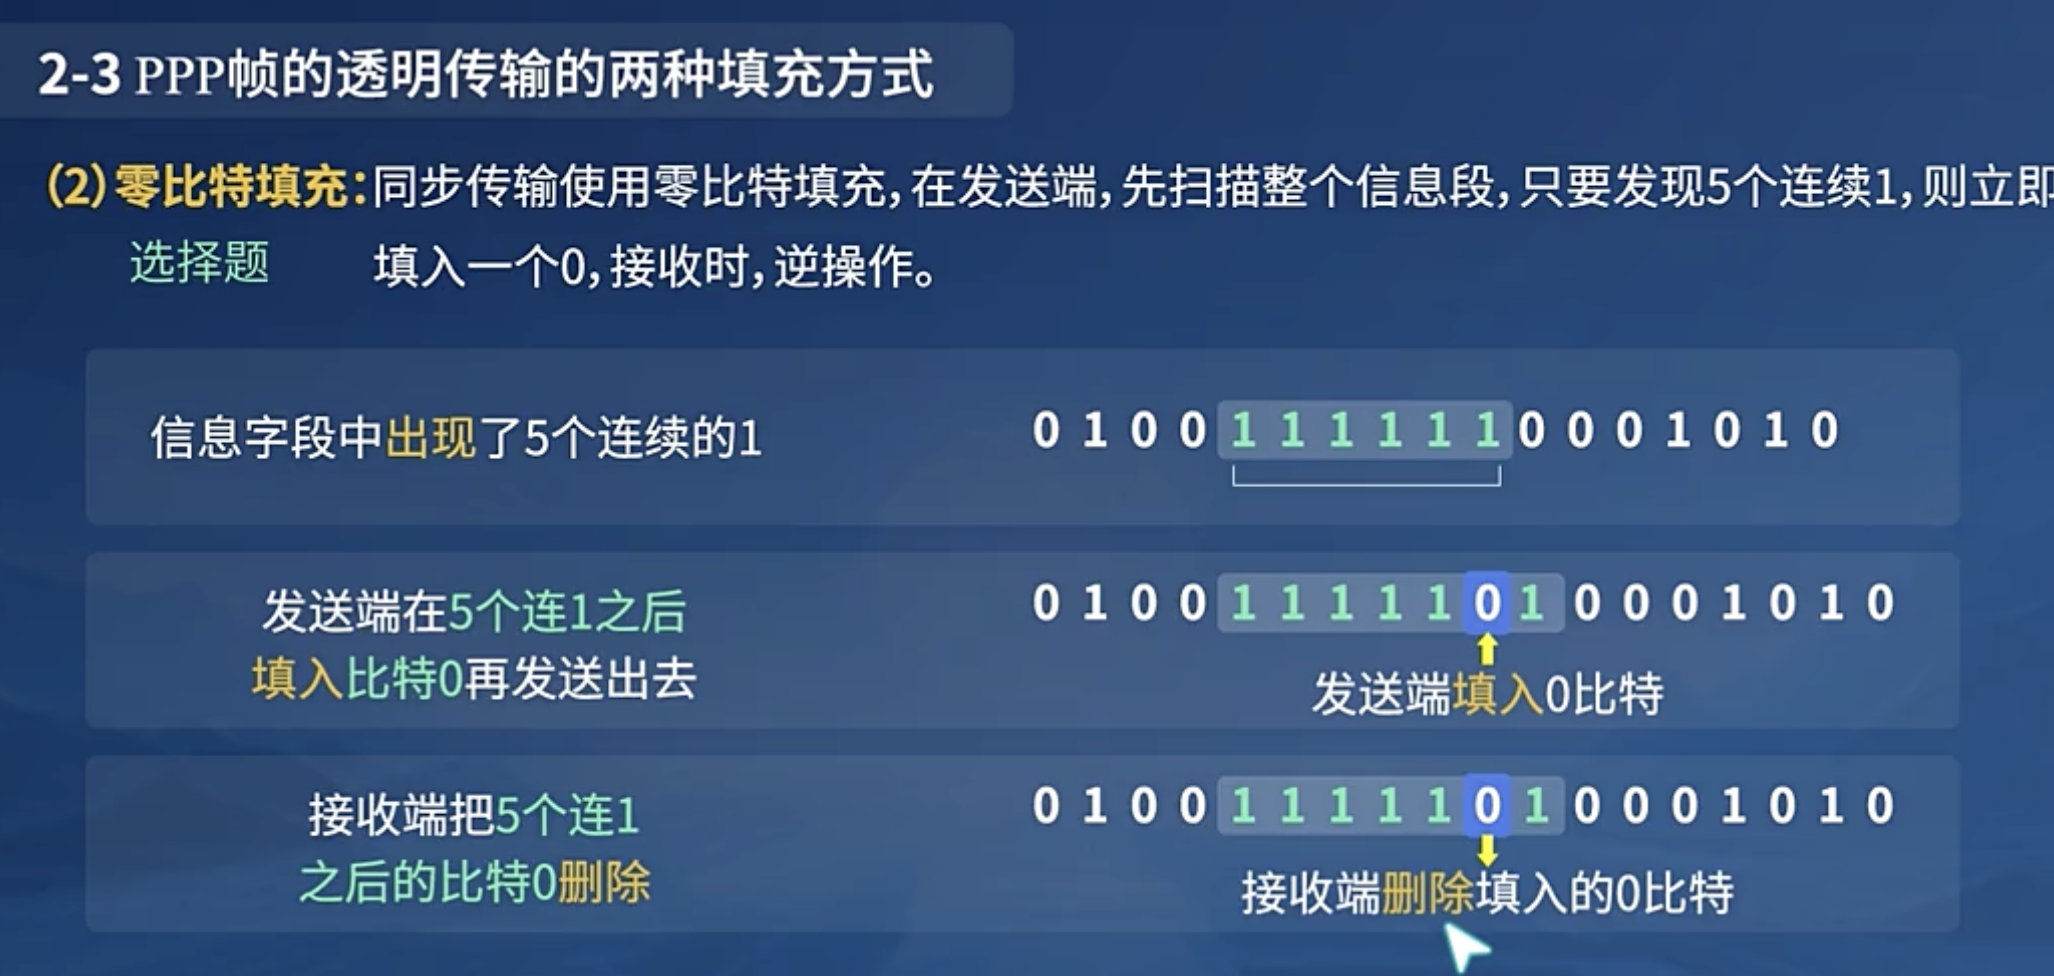 2-3 PPP帧的透明传输的两种填充方式
（2）零比特填充：同步传输使用零比特填充，在发送端，先扫描整个信息段，只要发现5个连续1，则立即
选择题 填入一个0，接收时，逆操作。
信息字段中出现了5个连续的1 0 1 0 0 1 1 1 1 1 1 0 0 0 1 0 1 0
发送端在5个连1之后
填入比特0再发送出去
0 1 0 0 1 1 1 1 1 0 1 0 0 0 1 0 1 0
发送端填入0比特
接收端把5个连1
之后的比特0删除
0 1 0 0 1 1 1 1 1 0 1 0 0 0 1 0 1 0
接收端删除填入的0比特